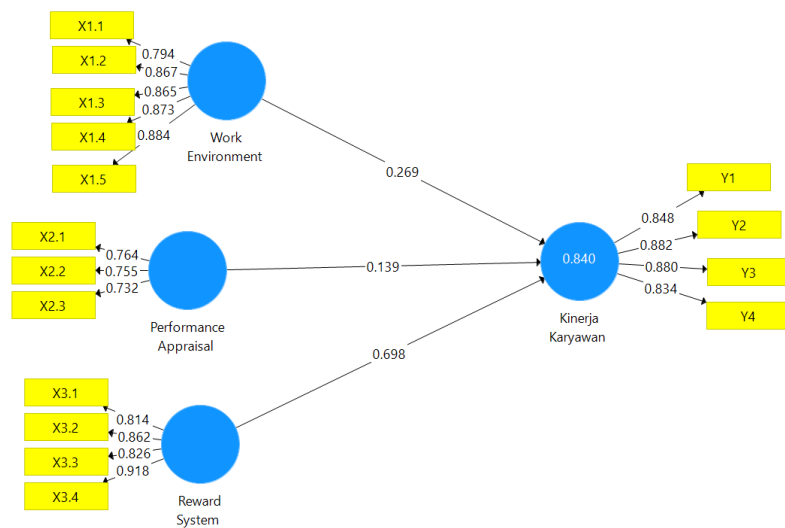 X1.1
0.794
X1.2
0.867
X1.3
0.865
X1.4
0.873
X1.5
0.884
Work
Environment
0.269
X2.1
0.764
X2.2
0.755
X2.3
0.732
Performance
Appraisal
0.139
X3.1
0.814
X3.2
0.862
X3.3
0.826
X3.4
0.918
Reward
System
0.698
0.840
Kinerja
Karyawan
Y1
0.848
Y2
0.882
Y3
0.880
Y4
0.834